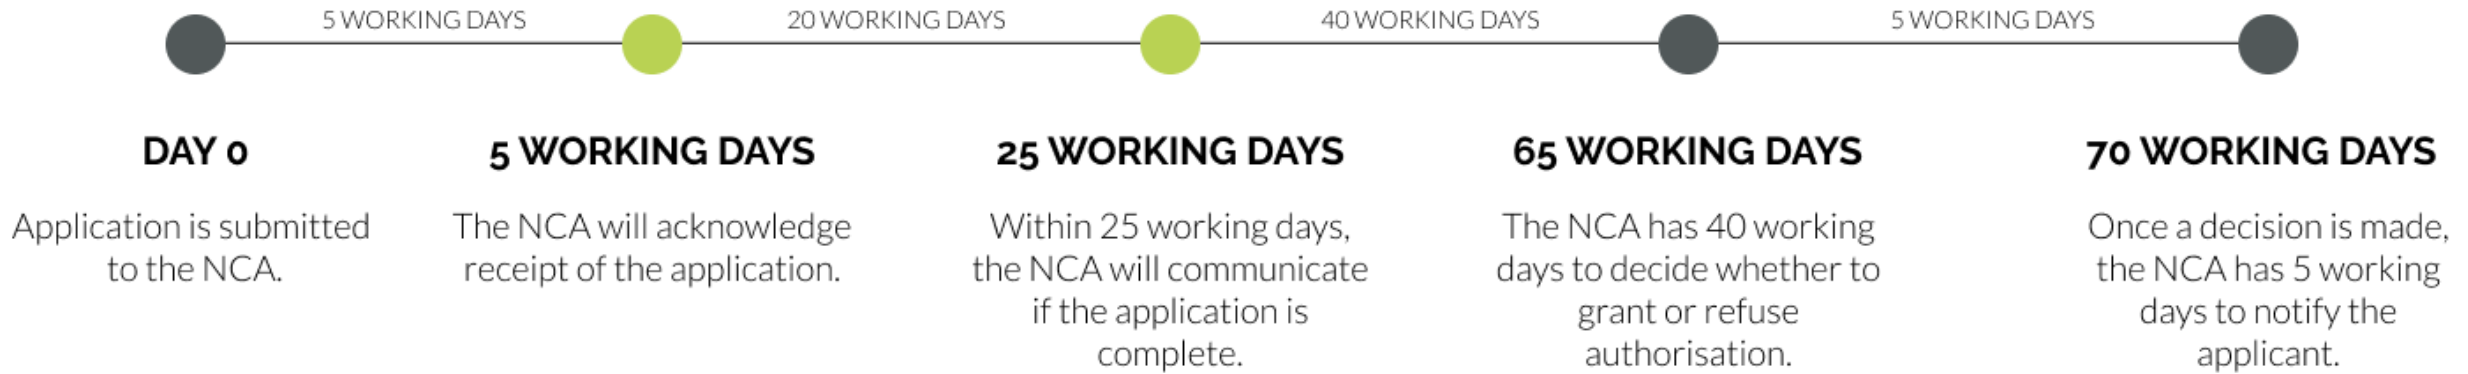 5 WORKING DAYS
20 WORKING DAYS
40 WORKING DAYS
5 WORKING DAYS
DAY 0
Application is submitted
to the NCA.
5 WORKING DAYS
The NCA will acknowledge
receipt of the application.
25 WORKING DAYS
Within 25 working days,
the NCA will communicate
if the application is
complete.
65 WORKING DAYS
The NCA has 40 working
days to decide whether to
grant or refuse
authorisation.
70 WORKING DAYS
Once a decision is made,
the NCA has 5 working
days to notify the
applicant.